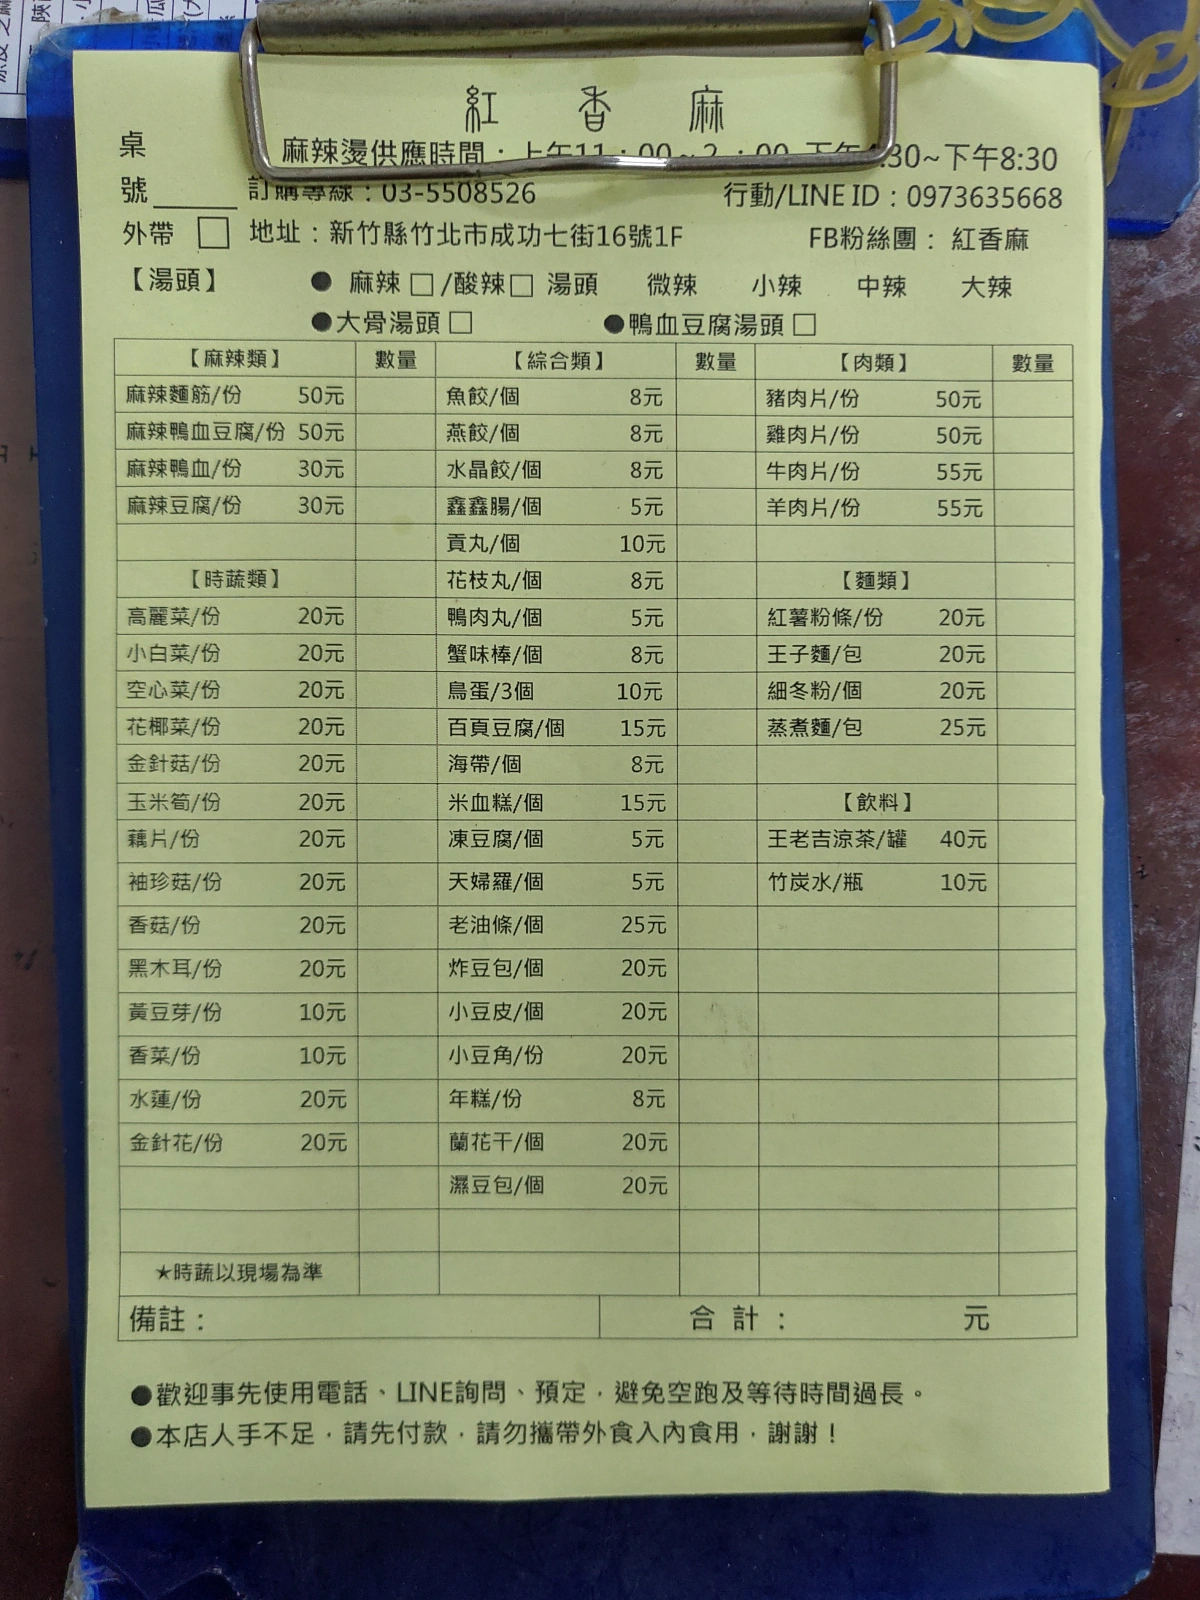 紅 香 麻
桌
麻辣燙供應時間：上午11：00~2：00 下午4:30~下午8:30
號 訂購專線：03-5508526 行動/LINE ID：0973635668
外帶 □ 地址：新竹縣竹北市成功七街16號1F FB粉絲團： 紅香麻
【湯頭】 ● 麻辣 □ /酸辣□ 湯頭 微辣 小辣 中辣 大辣
●大骨湯頭 □ ●鴨血豆腐湯頭 □
【麻辣類】 數量 【綜合類】 數量 【肉類】 數量
麻辣麵筋/份 50元 魚餃/個 8元 豬肉片/份 50元
麻辣鴨血豆腐/份 50元 燕餃/個 8元 雞肉片/份 50元
麻辣鴨血/份 30元 水晶餃/個 8元 牛肉片/份 55元
麻辣豆腐/份 30元 鑫鑫腸/個 5元 羊肉片/份 55元
貢丸/個 10元
【時蔬類】 花枝丸/個 8元 【麵類】
高麗菜/份 20元 鴨肉丸/個 5元 紅薯粉條/份 20元
小白菜/份 20元 蟹味棒/個 8元 王子麵/包 20元
空心菜/份 20元 鳥蛋/3個 10元 細冬粉/個 20元
花椰菜/份 20元 百頁豆腐/個 15元 蒸煮麵/包 25元
金針菇/份 20元 海帶/個 8元
玉米筍/份 20元 米血糕/個 15元 【飲料】
藕片/份 20元 凍豆腐/個 5元 王老吉涼茶/罐 40元
袖珍菇/份 20元 天婦羅/個 5元 竹炭水/瓶 10元
香菇/份 20元 老油條/個 25元
黑木耳/份 20元 炸豆包/個 20元
黃豆芽/份 10元 小豆皮/個 20元
香菜/份 10元 小豆角/份 20元
水蓮/份 20元 年糕/份 8元
金針花/份 20元 蘭花干/個 20元
濕豆包/個 20元
★時蔬以現場為準
備註： 合 計： 元
●歡迎事先使用電話、LINE詢問、預定，避免空跑及等待時間過長。
●本店人手不足，請先付款，請勿攜帶外食入內食用，謝謝！